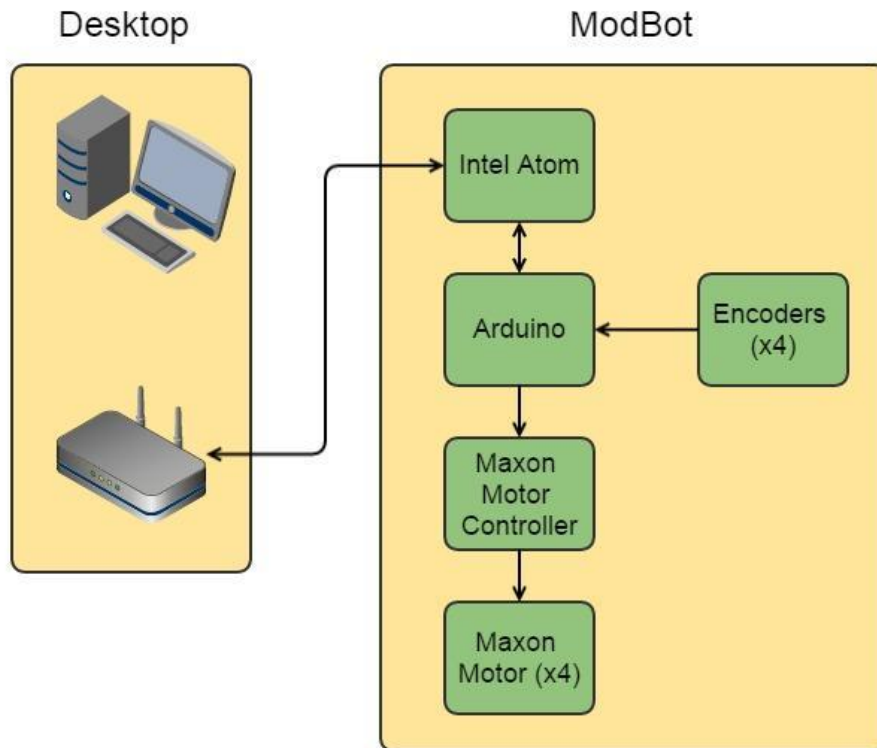 Desktop
ModBot
Intel Atom
Arduino
Encoders
(x4)
Maxon
Motor
Controller
Maxon
Motor (x4)